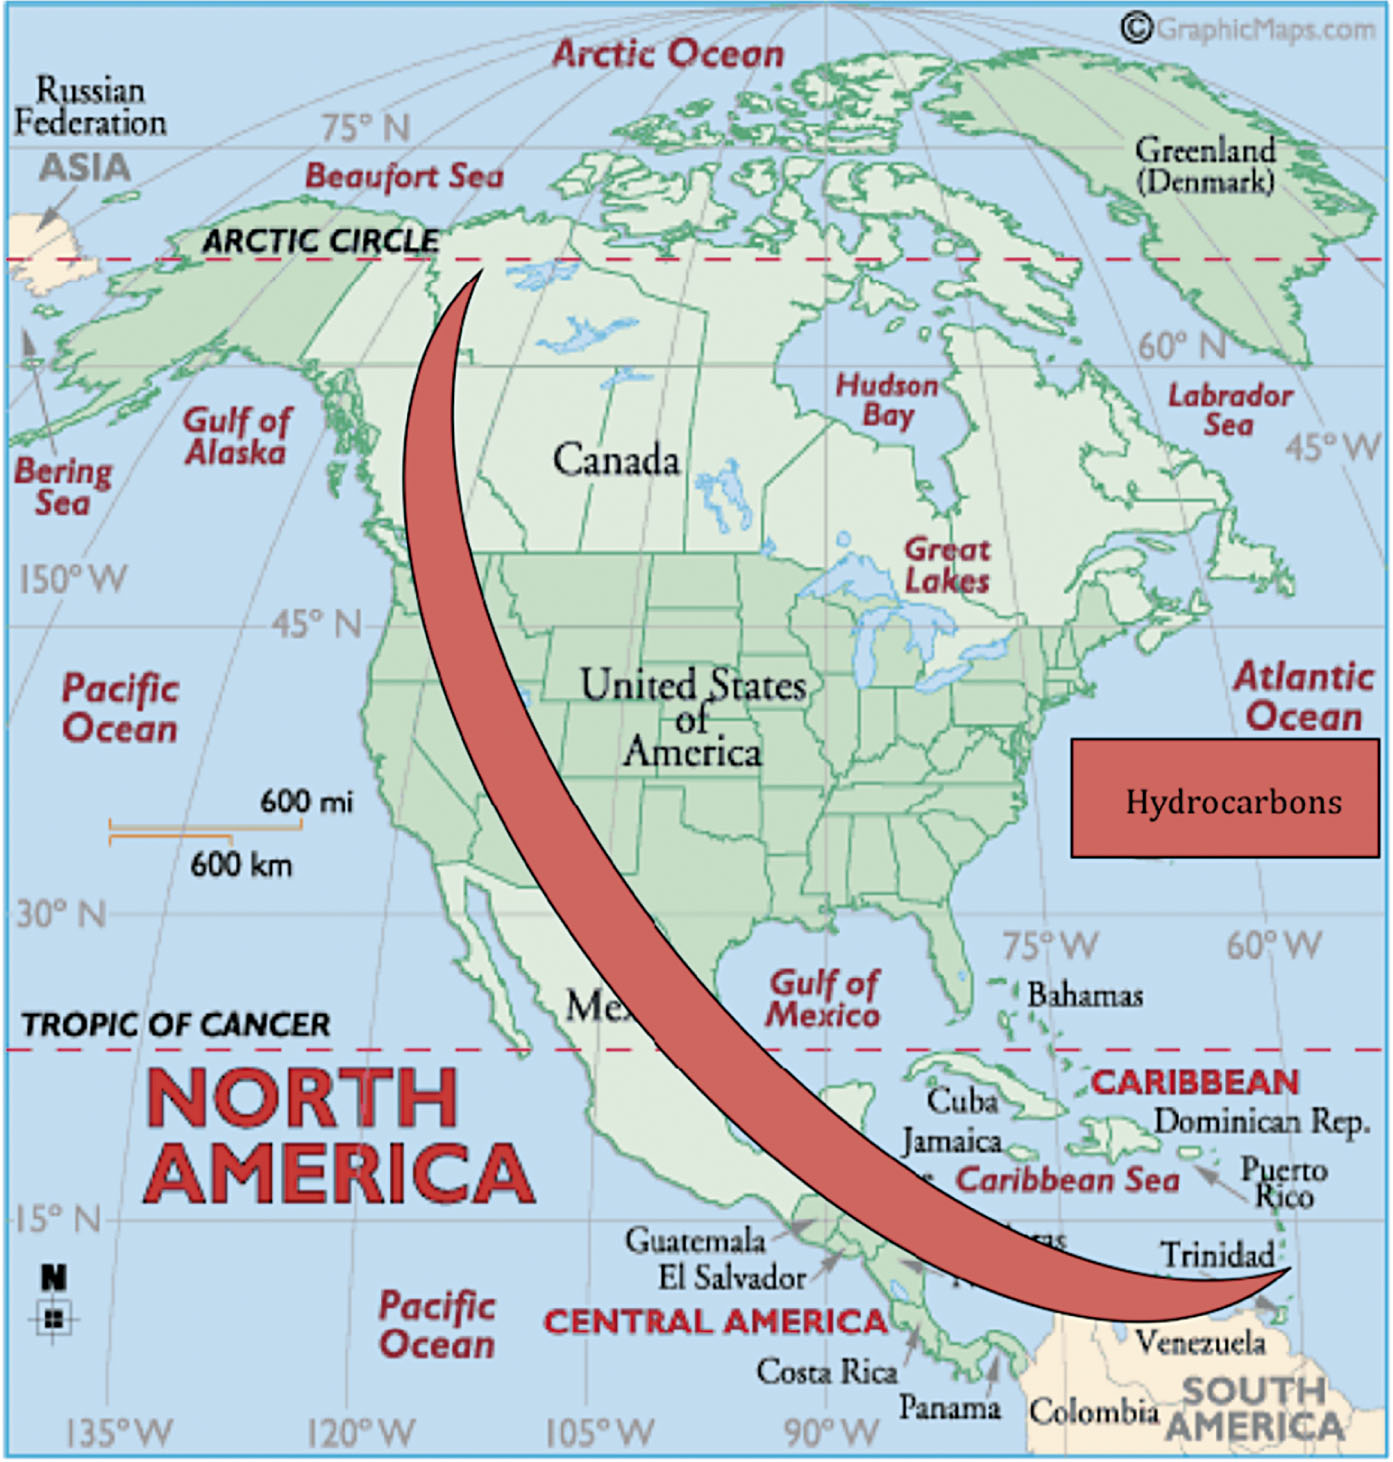 ©GraphicMaps.com
Arctic Ocean
Russian
Federation
ASIA
75° N
Beaufort Sea
Greenland
(Denmark)
ARCTIC CIRCLE
60° N
Hudson
Bay
Labrador
Sea
Gulf of
Alaska
45° W
Canada
Bering
Sea
Great
Lakes
150° W
45° N
Pacific
Ocean
United States
of
America
Atlantic
Ocean
600 mi
600 km
Hydrocarbons
30° N
75° W
60° W
Gulf of
Mexico
Bahamas
Mex
TROPIC OF CANCER
NORTH
AMERICA
CARIBBEAN
Cuba
Dominican Rep.
Jamaica
Caribbean Sea
Puerto
Rico
15° N
Guatemala
El Salvador
Trinidad
N
Pacific
Ocean
CENTRAL AMERICA
Venezuela
Costa Rica
Panama
Colombia
SOUTH
AMERICA
135° W
120° W
105° W
90° W